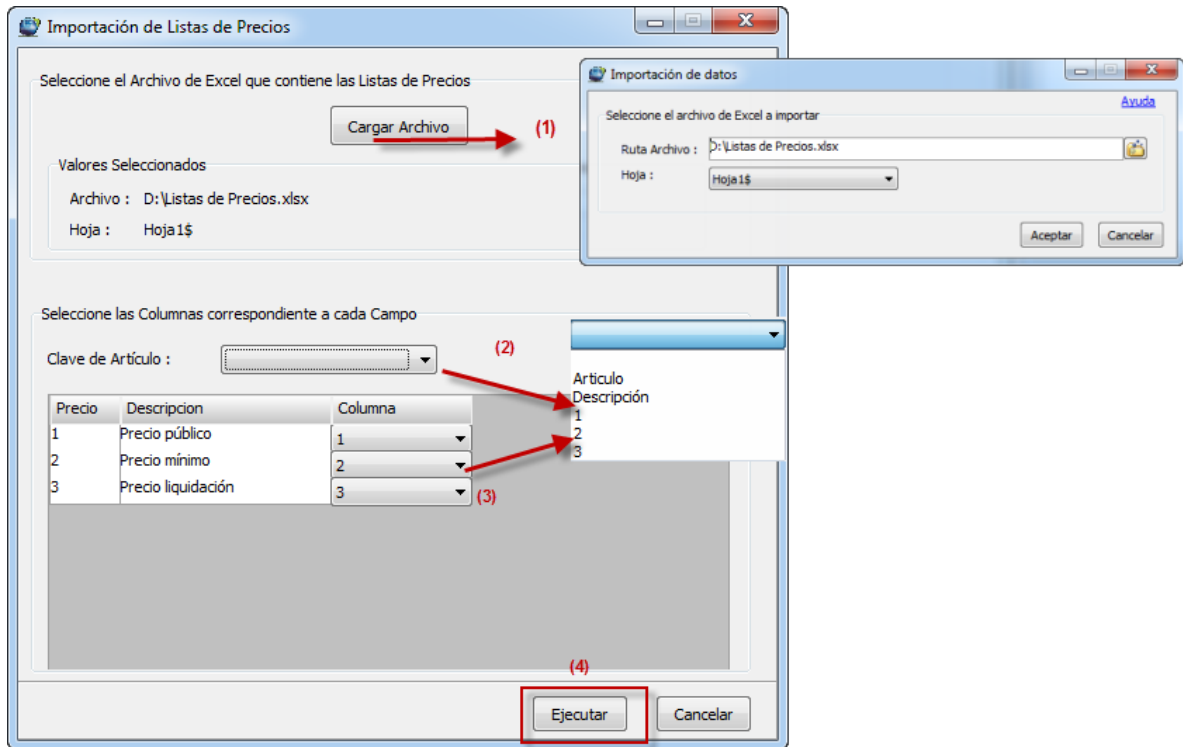 Importación de Listas de Precios
Seleccione el Archivo de Excel que contiene las Listas de Precios
Cargar Archivo
(1)
Valores Seleccionados
Archivo : D:\Listas de Precios.xlsx
Hoja : Hoja1$
Importación de datos
Ayuda
Seleccione el archivo de Excel a importar
Ruta Archivo : D:\Listas de Precios.xlsx
Hoja : Hoja1$
Aceptar Cancelar
Seleccione las Columnas correspondiente a cada Campo
Clave de Artículo :
(2)
Articulo
Descripción
1
2
3
Precio Descripcion Columna
1 Precio público 1
2 Precio mínimo 2
3 Precio liquidación 3
(3)
(4)
Ejecutar Cancelar